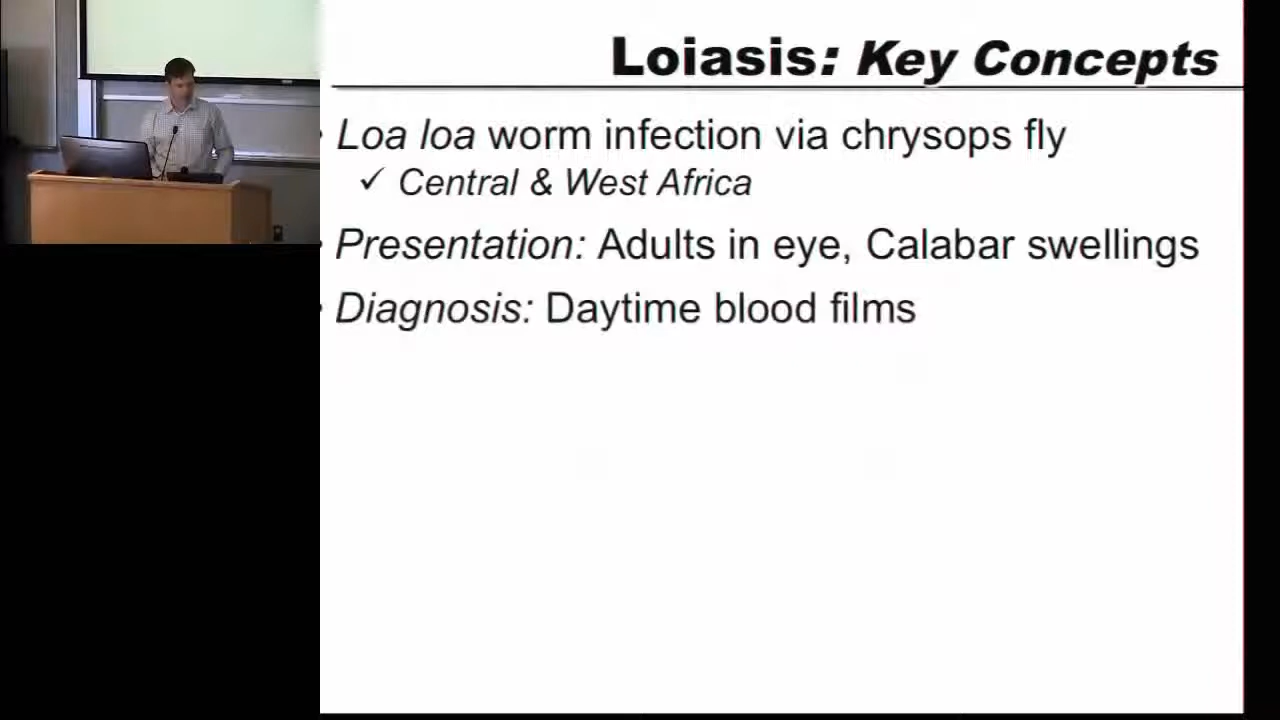 Loiasis: Key Concepts
• Loa loa worm infection via chrysops fly
✓ Central & West Africa
• Presentation: Adults in eye, Calabar swellings
• Diagnosis: Daytime blood films